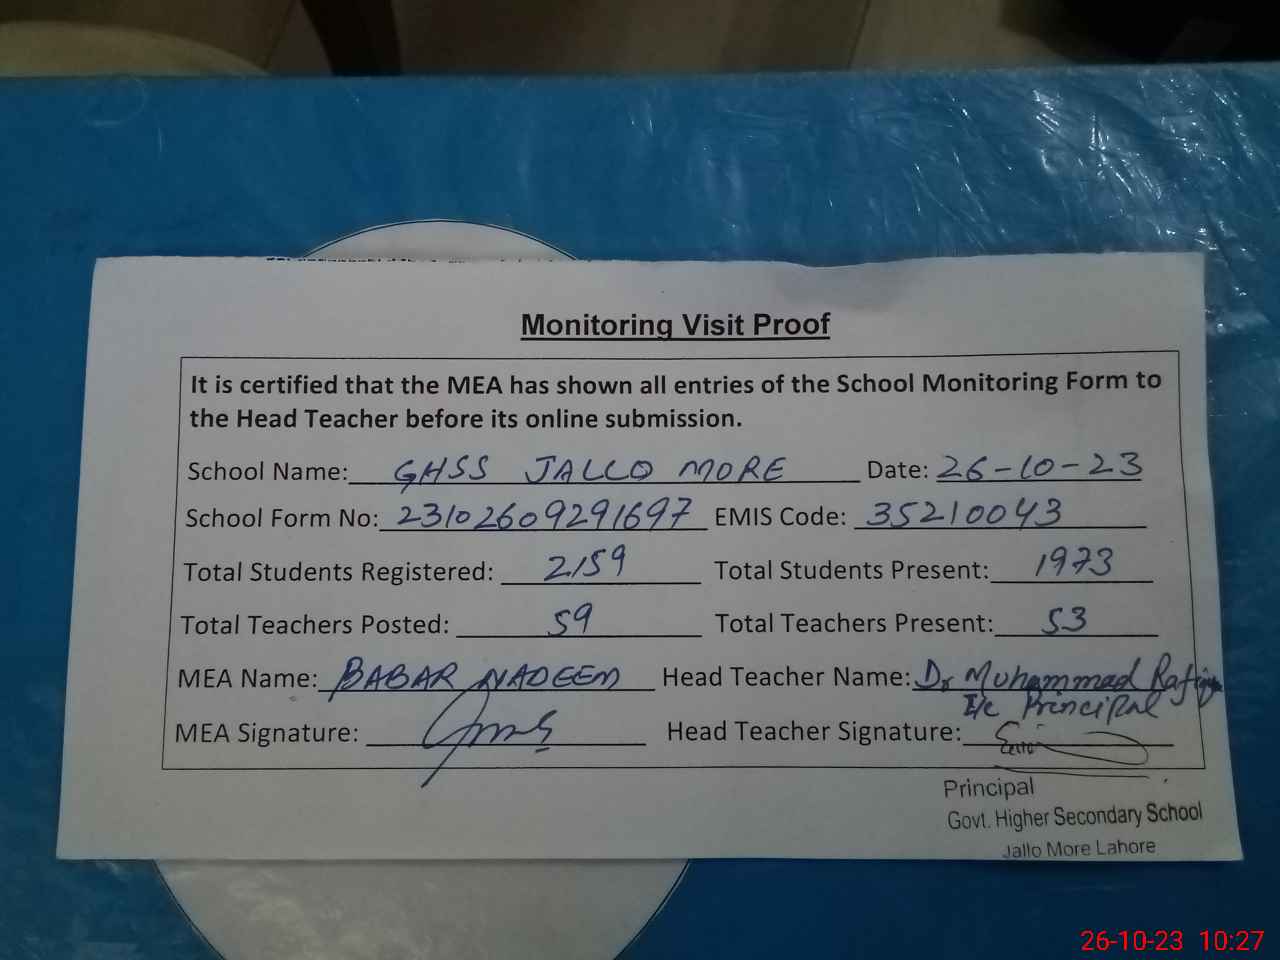 Monitoring Visit Proof
It is certified that the MEA has shown all entries of the School Monitoring Form to
the Head Teacher before its online submission.
School Name: GHSS JALLO MORE Date: 26-10-23
School Form No: 23102609291697 EMIS Code: 35210043
Total Students Registered: 2159 Total Students Present: 1973
Total Teachers Posted: 59 Total Teachers Present: 53
MEA Name: BABAR NADEEM Head Teacher Name: Dr Muhammad
I/c Principal
MEA Signature: Head Teacher Signature:
Principal
Govt. Higher Secondary School
Jallo More Lahore
26-10-23 10:27